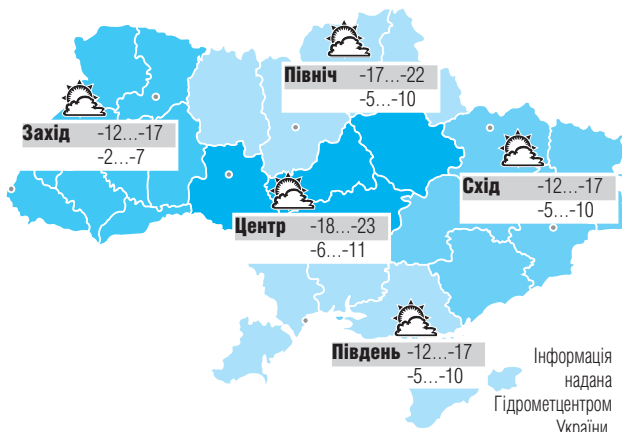 Північ -17...-22
-5...-10
Захід -12...-17
-2...-7
Схід -12...-17
-5...-10
Центр -18...-23
-6...-11
Південь -12...-17
-5...-10
Інформація
надана
Гідрометцентром
України.